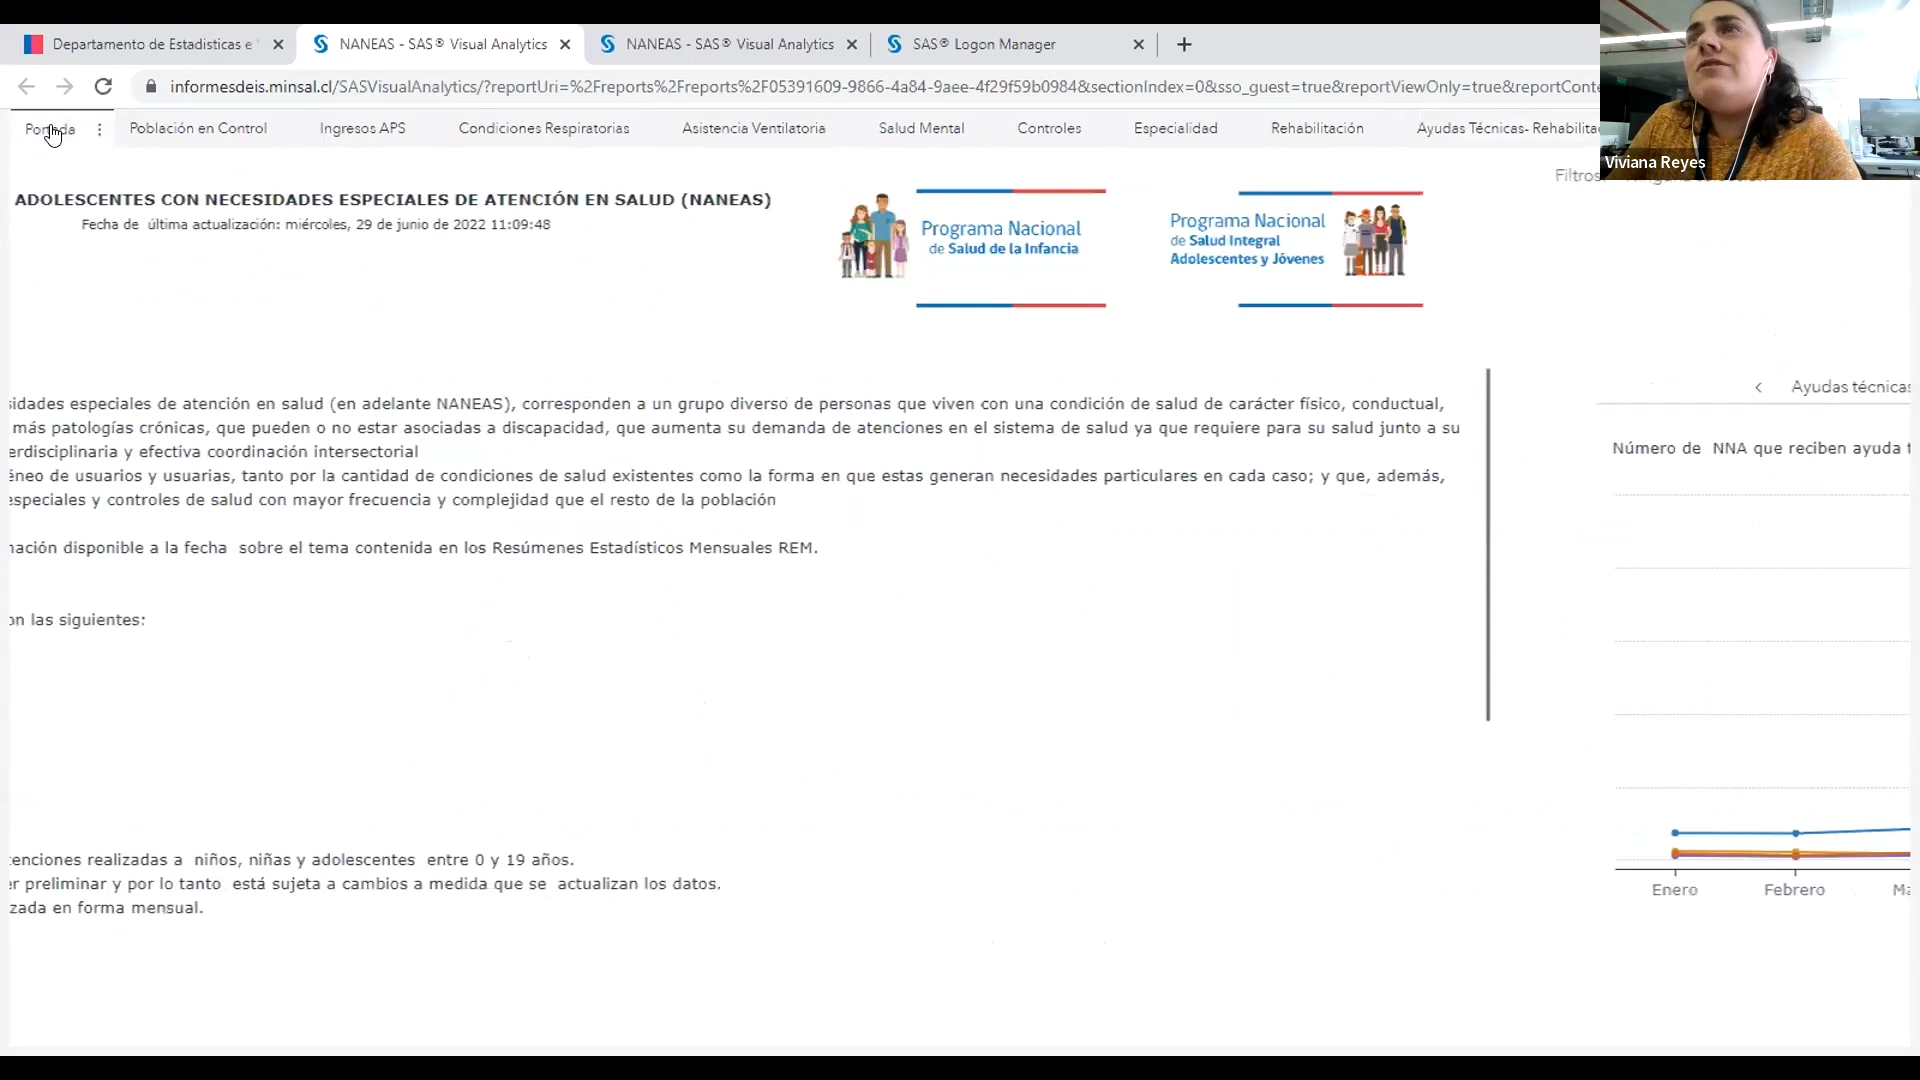 Departamento de Estadisticas e
NANEAS - SAS® Visual Analytics
NANEAS - SAS® Visual Analytics
SAS® Logon Manager
informesdeis.minsal.cl/SASVisualAnalytics/?reportUri=%2Freports%2Freports%2F05391609-9866-4a84-9aee-4f29f59b0984&sectionIndex=0&sso_guest=true&reportViewOnly=true&reportConte
Población en Control
Ingresos APS
Condiciones Respiratorias
Asistencia Ventilatoria
Salud Mental
Controles
Especialidad
Rehabilitación
Ayudas Técnicas- Rehabilita
Viviana Reyes
Filtros
ADOLESCENTES CON NECESIDADES ESPECIALES DE ATENCIÓN EN SALUD (NANEAS)
Fecha de última actualización: miércoles, 29 de junio de 2022 11:09:48
Programa Nacional
de Salud de la Infancia
Programa Nacional
de Salud Integral
Adolescentes y Jóvenes
sidades especiales de atención en salud (en adelante NANEAS), corresponden a un grupo diverso de personas que viven con una condición de salud de carácter físico, conductual,
más patologías crónicas, que pueden o no estar asociadas a discapacidad, que aumenta su demanda de atenciones en el sistema de salud ya que requiere para su salud junto a su
erdisciplinaria y efectiva coordinación intersectorial
éneo de usuarios y usuarias, tanto por la cantidad de condiciones de salud existentes como la forma en que estas generan necesidades particulares en cada caso; y que, además,
especiales y controles de salud con mayor frecuencia y complejidad que el resto de la población
nación disponible a la fecha sobre el tema contenida en los Resúmenes Estadísticos Mensuales REM.
on las siguientes:
tenciones realizadas a niños, niñas y adolescentes entre 0 y 19 años.
er preliminar y por lo tanto está sujeta a cambios a medida que se actualizan los datos.
zada en forma mensual.
Ayudas técnicas
Número de NNA que reciben ayuda t
Enero
Febrero
Ma